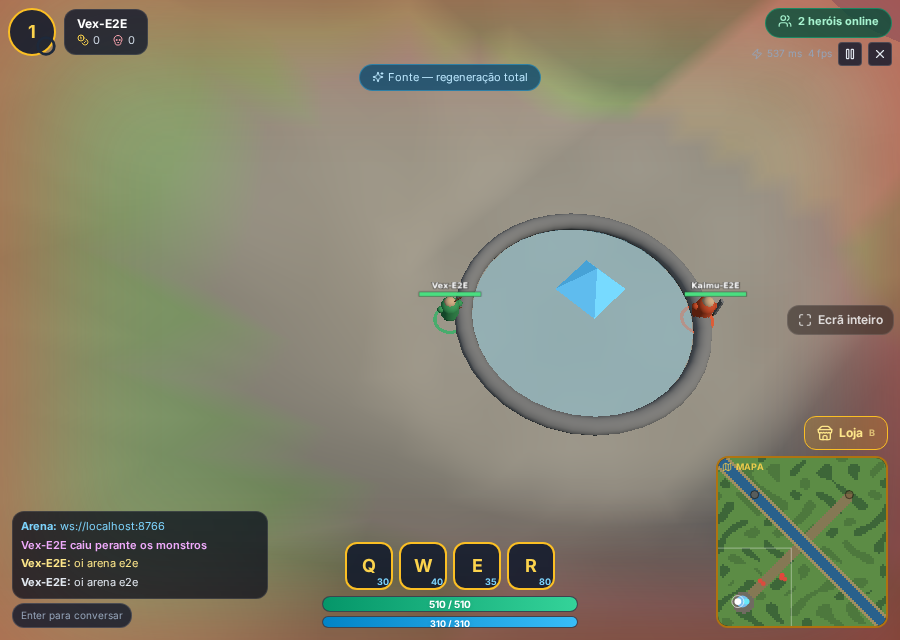 1
Vex-E2E
0 0
2 heróis online
537 ms 4 fps
Fonte — regeneração total
Vex-E2E
Kaimu-E2E
Ecrã inteiro
Loja B
MAPA
Arena: ws://localhost:8766
Vex-E2E caiu perante os monstros
Vex-E2E: oi arena e2e
Vex-E2E: oi arena e2e
Enter para conversar
Q W E R
30 40 35 80
510 / 510
310 / 310